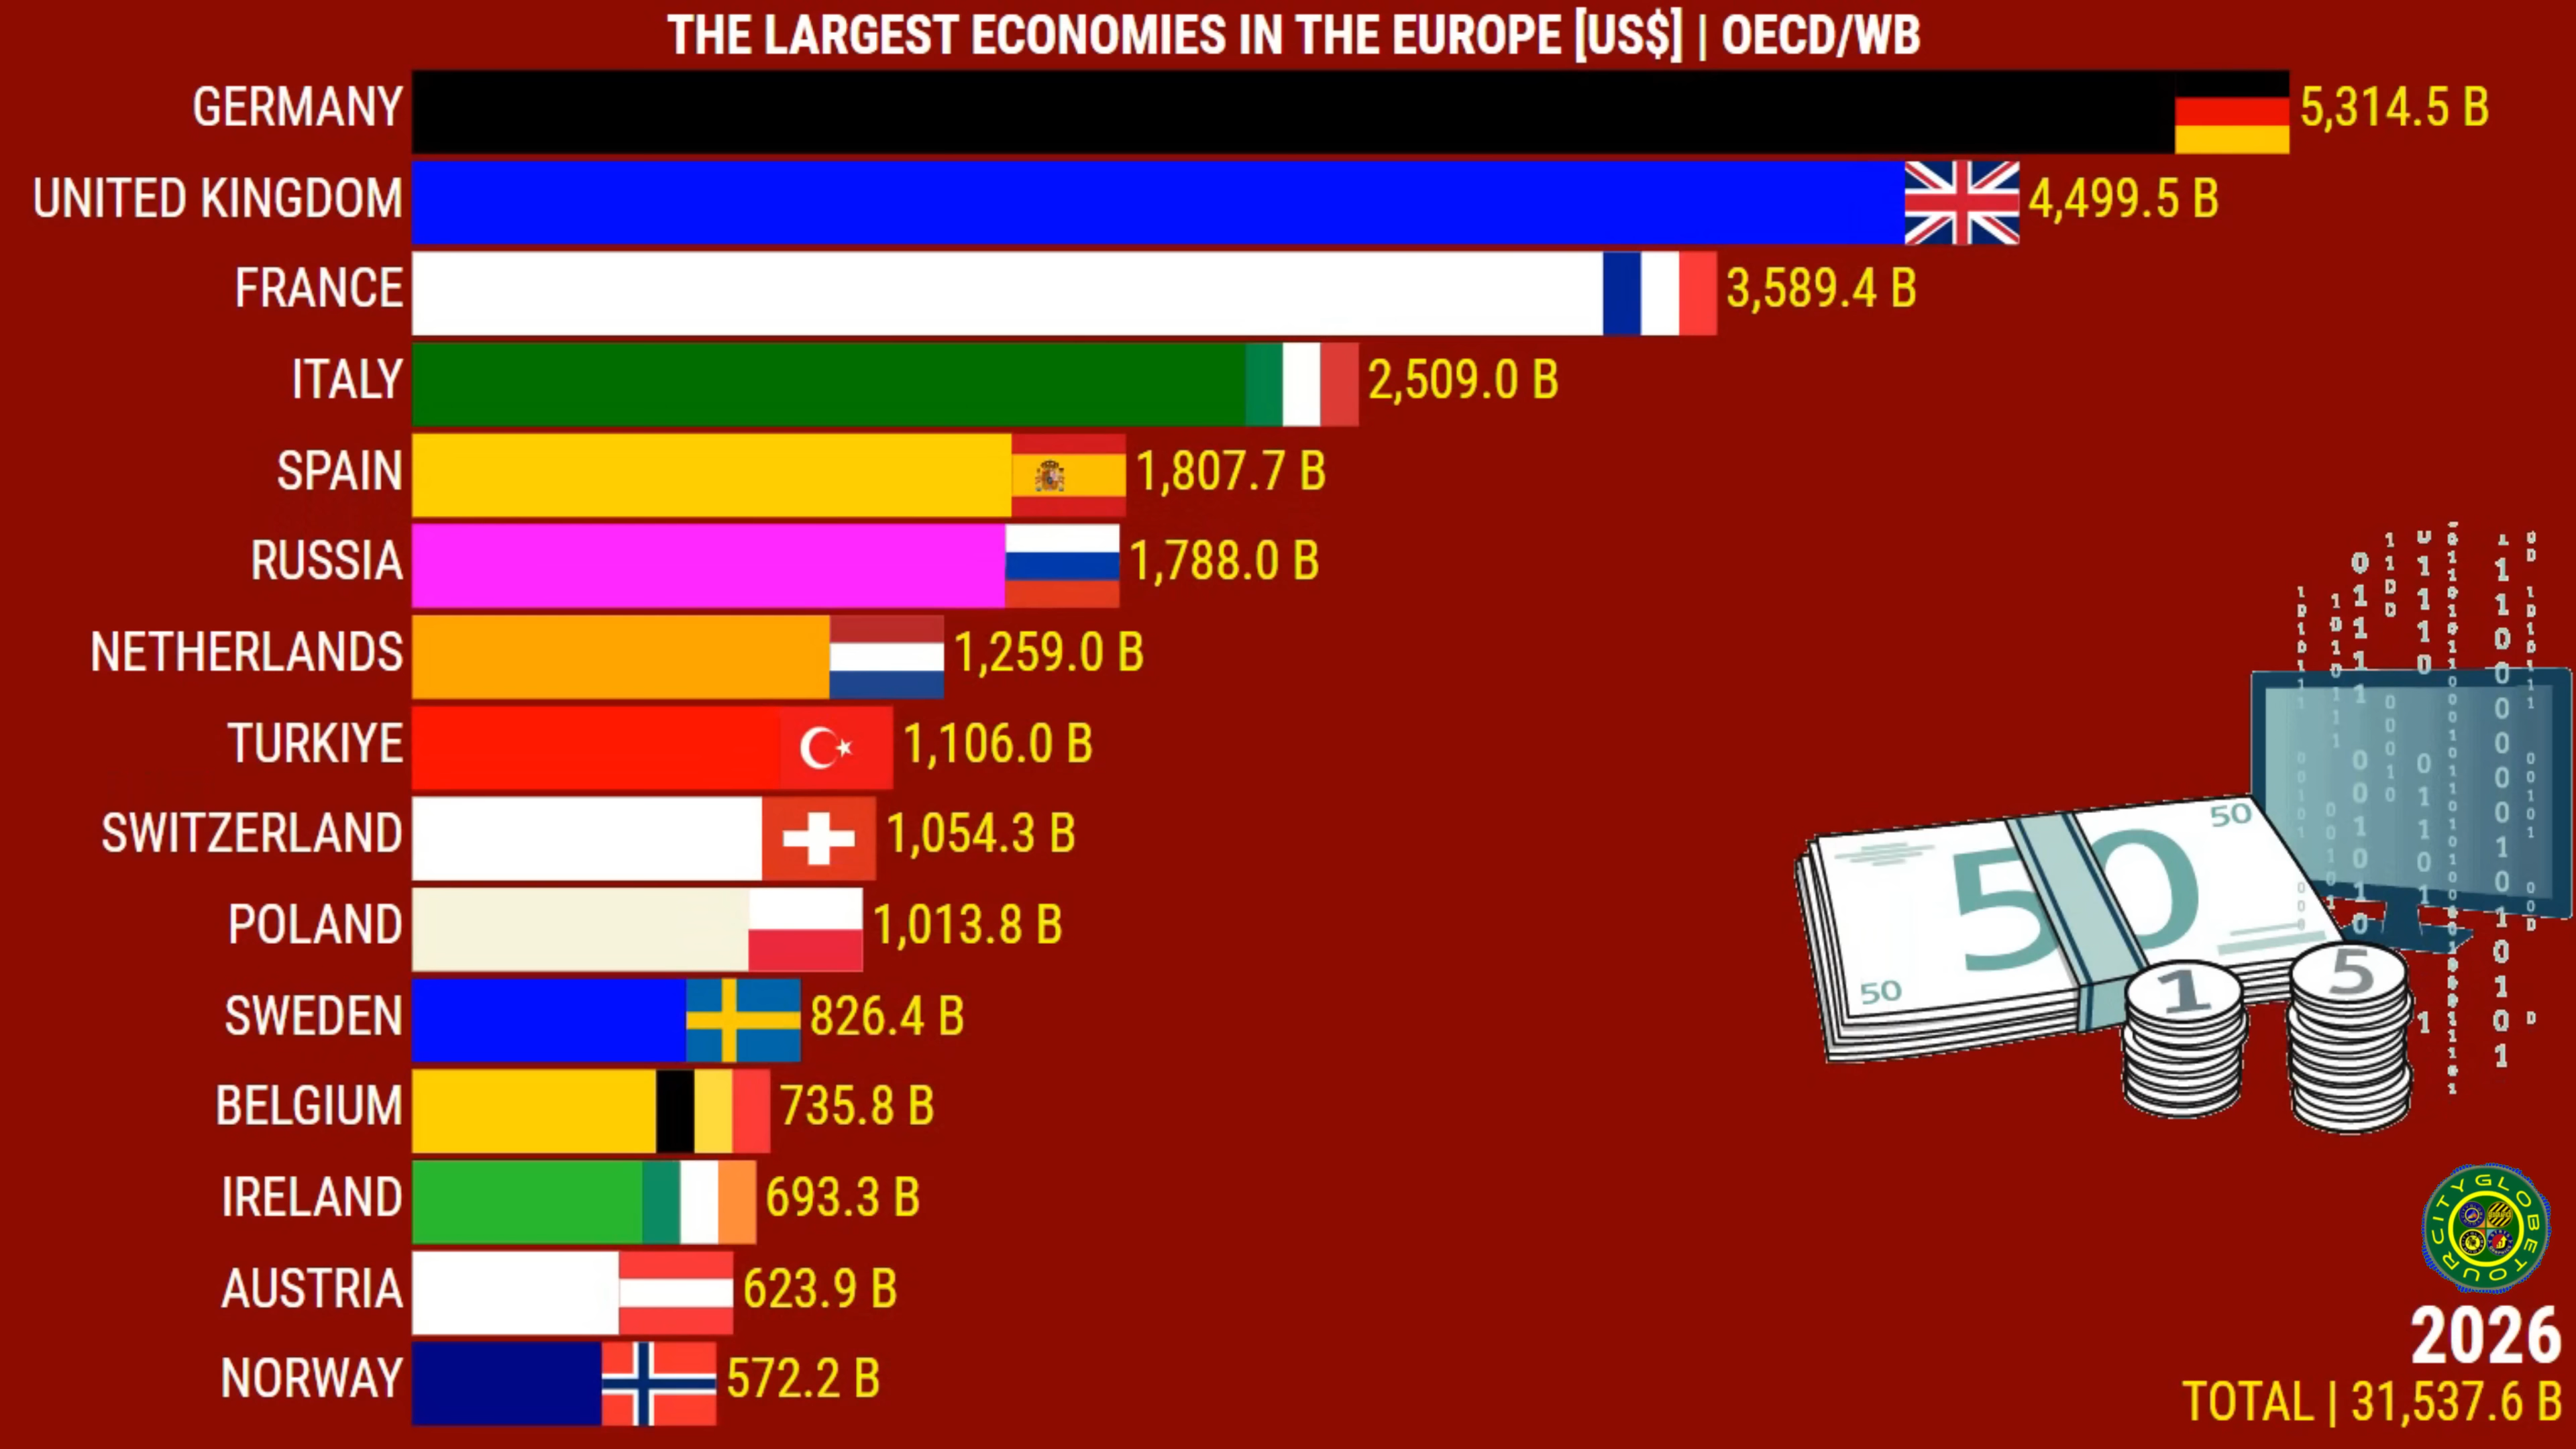 THE LARGEST ECONOMIES IN THE EUROPE [US$] | OECD/WB
GERMANY 5,314.5 B
UNITED KINGDOM 4,499.5 B
FRANCE 3,589.4 B
ITALY 2,509.0 B
SPAIN 1,807.7 B
RUSSIA 1,788.0 B
NETHERLANDS 1,259.0 B
TURKIYE 1,106.0 B
SWITZERLAND 1,054.3 B
POLAND 1,013.8 B
SWEDEN 826.4 B
BELGIUM 735.8 B
IRELAND 693.3 B
AUSTRIA 623.9 B
NORWAY 572.2 B
50
50
50
1
5
CITYGLOBETOUR
2026
TOTAL | 31,537.6 B